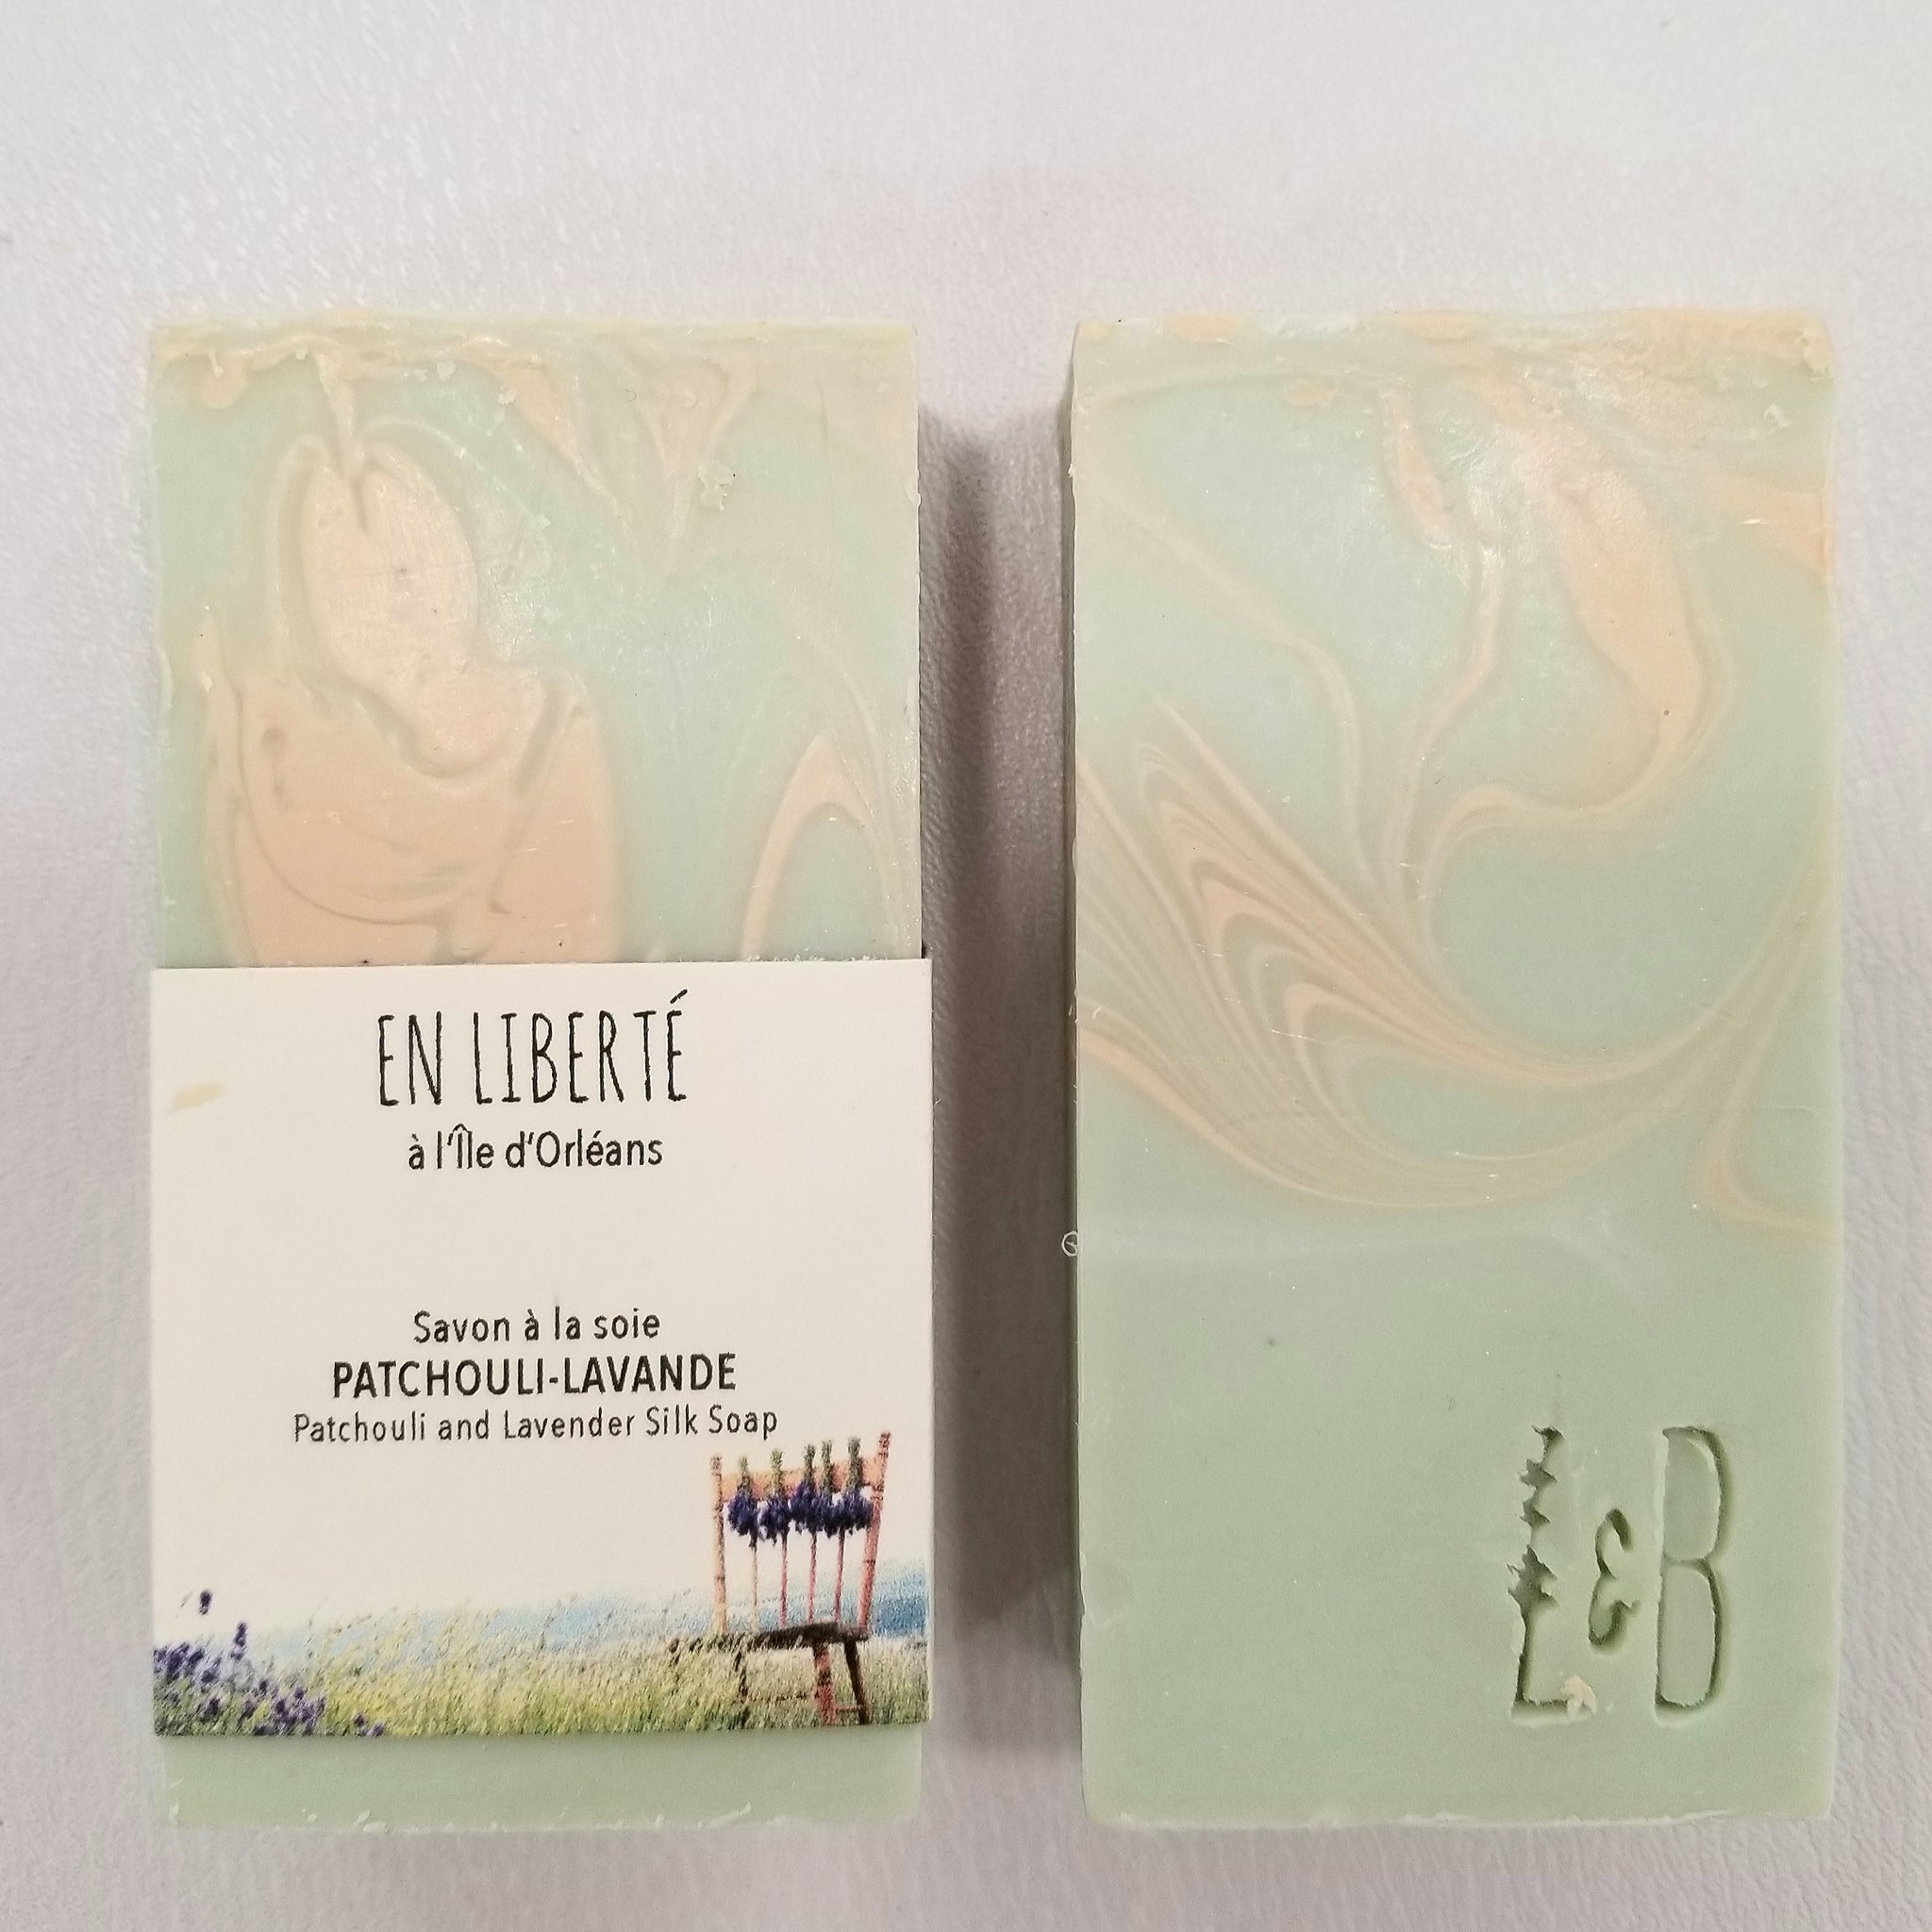 EN LIBERTÉ
à l'Île d'Orléans
Savon à la soie
PATCHOULI-LAVANDE
Patchouli and Lavender Silk Soap
L&B